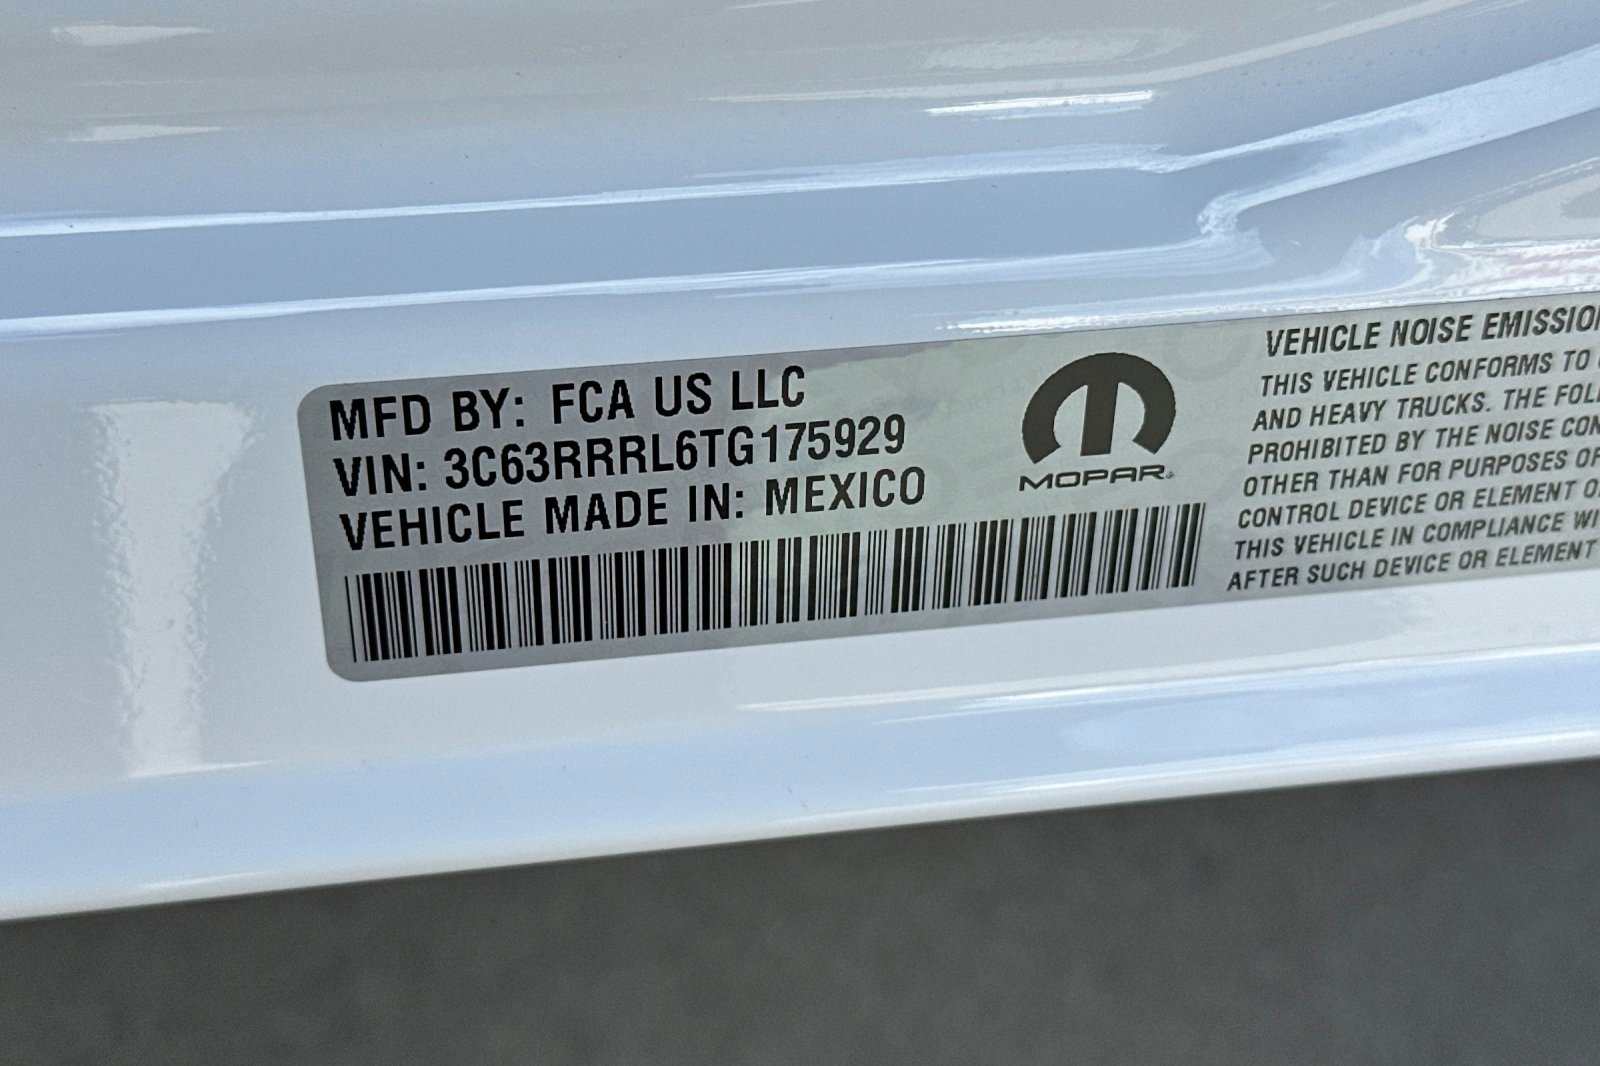 MFD BY: FCA US LLC
VIN: 3C63RRRL6TG175929
VEHICLE MADE IN: MEXICO
MOPAR®
VEHICLE NOISE
THIS VEHICLE CONFORMS TO
AND HEAVY TRUCKS. THE
PROHIBITED BY THE NOISE
OTHER THAN FOR PURPOSES
CONTROL DEVICE OR ELEMENT
THIS VEHICLE IN COMPLIANCE
AFTER SUCH DEVICE OR ELEMENT